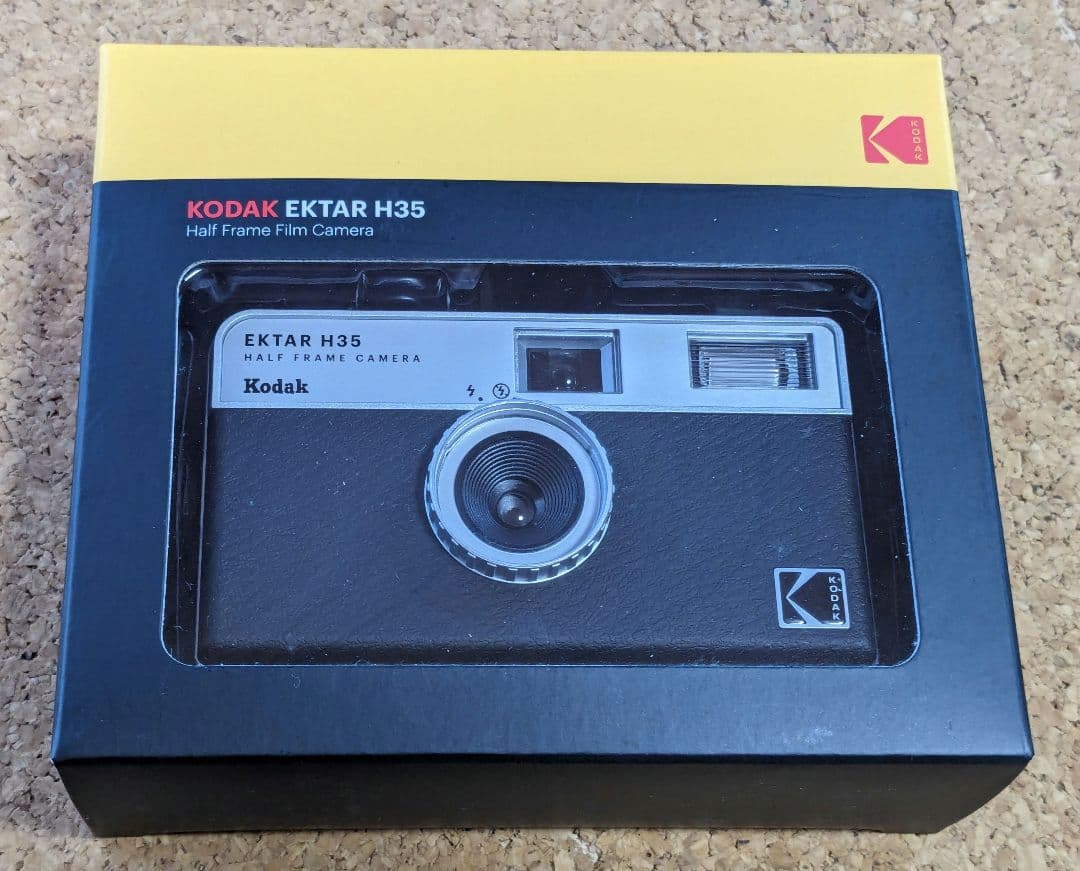 KODAK
KODAK EKTAR H35
Half Frame Film Camera
EKTAR H35
HALF FRAME CAMERA
Kodak
KODAK